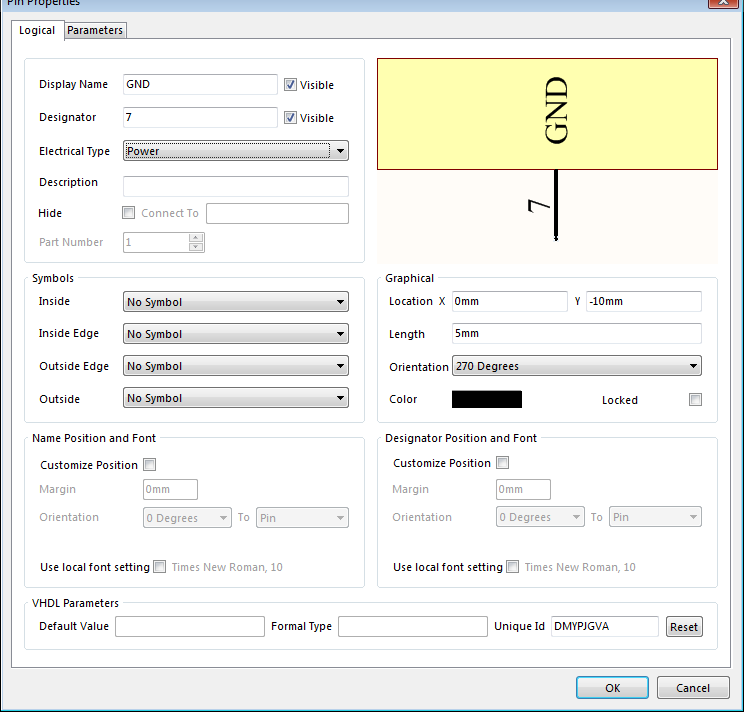 Pin Properties
Logical Parameters
Display Name GND Visible
Designator 7 Visible
Electrical Type Power
Description
Hide Connect To
Part Number 1
GND
7
Symbols
Inside No Symbol
Inside Edge No Symbol
Outside Edge No Symbol
Outside No Symbol
Graphical
Location X 0mm Y -10mm
Length 5mm
Orientation 270 Degrees
Color Locked
Name Position and Font
Customize Position
Margin 0mm
Orientation 0 Degrees To Pin
Use local font setting Times New Roman, 10
Designator Position and Font
Customize Position
Margin 0mm
Orientation 0 Degrees To Pin
Use local font setting Times New Roman, 10
VHDL Parameters
Default Value Formal Type Unique Id DMYPJGVA Reset
OK Cancel